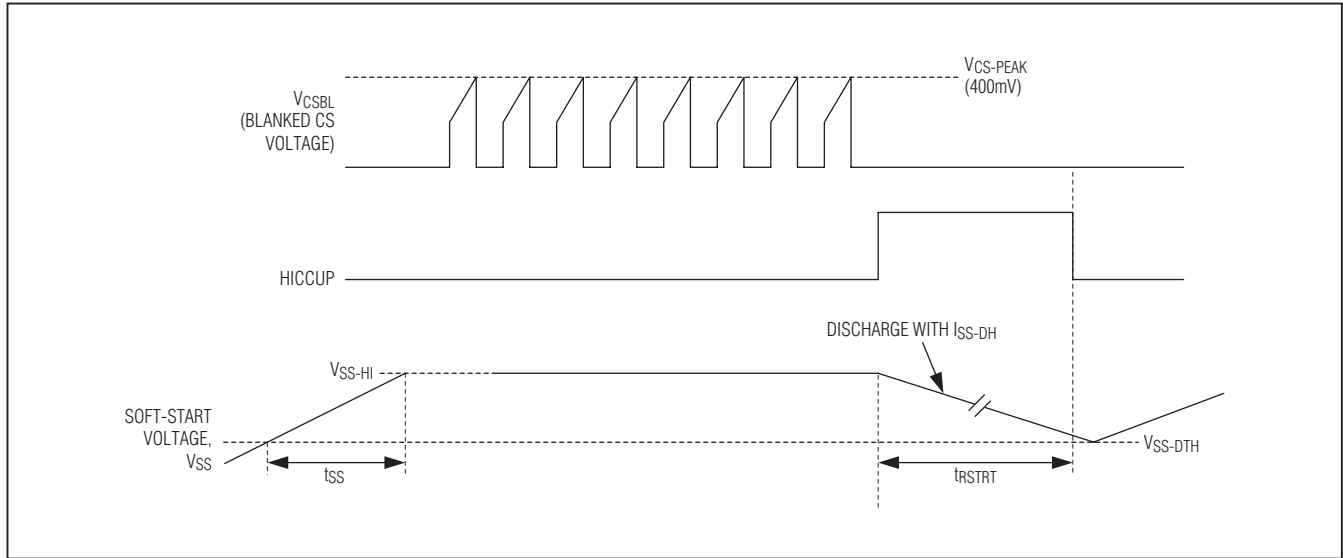 VCS-PEAK
(400mV)
VCSBL
(BLANKED CS
VOLTAGE)
HICCUP
DISCHARGE WITH ISS-DH
VSS-HI
SOFT-START
VOLTAGE,
VSS
VSS-DTH
tSS
tRSTRT